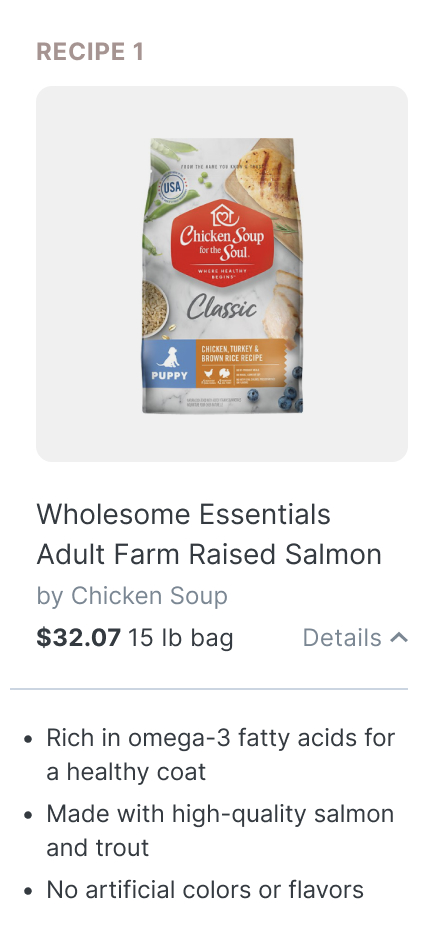 RECIPE 1
FROM THE NAME YOU KNOW & TRUST
USA
Chicken Soup
for the
Soul
WHERE HEALTHY
BEGINS
Classic
CHICKEN, TURKEY &
BROWN RICE RECIPE
PUPPY
Wholesome Essentials
Adult Farm Raised Salmon
by Chicken Soup
$32.07 15 lb bag
Details
• Rich in omega-3 fatty acids for
a healthy coat
• Made with high-quality salmon
and trout
• No artificial colors or flavors